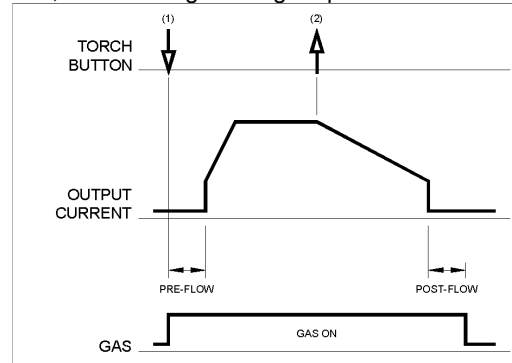 (1) (2)
TORCH
BUTTON
OUTPUT
CURRENT
PRE-FLOW POST-FLOW
GAS ON
GAS